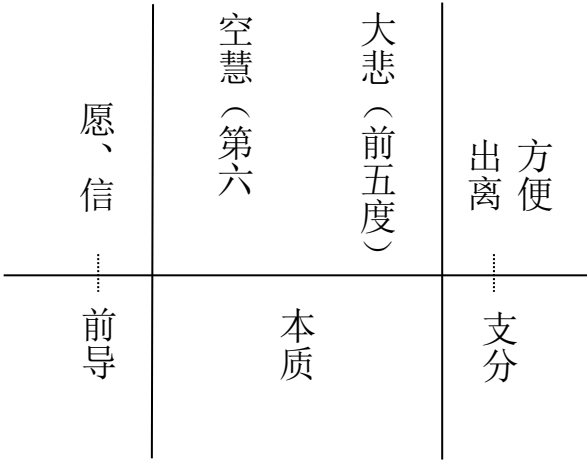 方便
出离
大悲（前五度）
空慧（第六
愿、信
支分
本质
前导